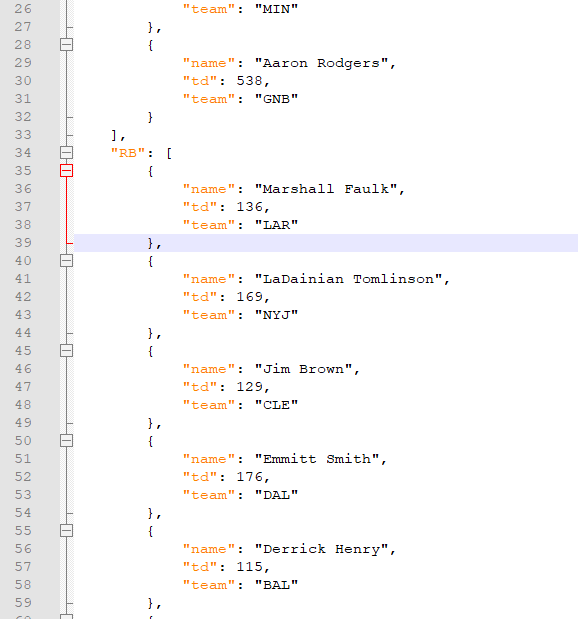 26             "team": "MIN"
27         },
28         {
29             "name": "Aaron Rodgers",
30             "td": 538,
31             "team": "GNB"
32         }
33     ],
34     "RB": [
35         {
36             "name": "Marshall Faulk",
37             "td": 136,
38             "team": "LAR"
39         },
40         {
41             "name": "LaDainian Tomlinson",
42             "td": 169,
43             "team": "NYJ"
44         },
45         {
46             "name": "Jim Brown",
47             "td": 129,
48             "team": "CLE"
49         },
50         {
51             "name": "Emmitt Smith",
52             "td": 176,
53             "team": "DAL"
54         },
55         {
56             "name": "Derrick Henry",
57             "td": 115,
58             "team": "BAL"
59         },